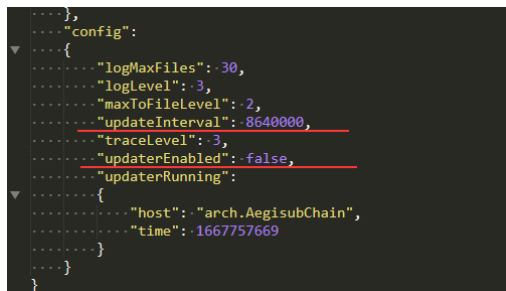 },
"config":
{
"logMaxFiles": 30,
"logLevel": 3,
"maxToFileLevel": 2,
"updateInterval": 8640000,
"traceLevel": 3,
"updaterEnabled": false,
"updaterRunning":
{
"host": "arch.AegisubChain",
"time": 1667757669
}
}
}